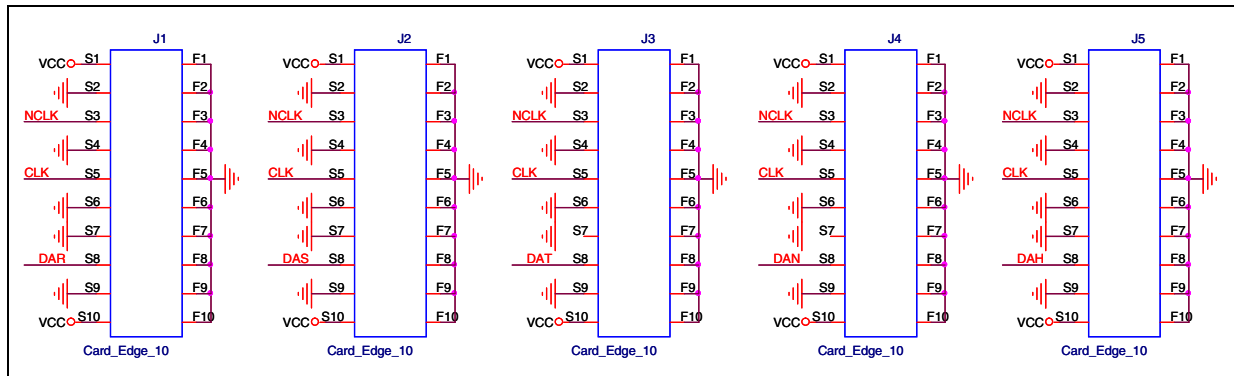 J1 J2 J3 J4 J5
VCC S1 F1 VCC S1 F1 VCC S1 F1 VCC S1 F1 VCC S1 F1
S2 F2 S2 F2 S2 F2 S2 F2 S2 F2
NCLK S3 F3 NCLK S3 F3 NCLK S3 F3 NCLK S3 F3 NCLK S3 F3
S4 F4 S4 F4 S4 F4 S4 F4 S4 F4
CLK S5 F5 CLK S5 F5 CLK S5 F5 CLK S5 F5 CLK S5 F5
S6 F6 S6 F6 S6 F6 S6 F6 S6 F6
S7 F7 S7 F7 S7 F7 S7 F7 S7 F7
DAR S8 F8 DAS S8 F8 DAT S8 F8 DAN S8 F8 DAH S8 F8
S9 F9 S9 F9 S9 F9 S9 F9 S9 F9
VCC S10 F10 VCC S10 F10 VCC S10 F10 VCC S10 F10 VCC S10 F10
Card_Edge_10 Card_Edge_10 Card_Edge_10 Card_Edge_10 Card_Edge_10